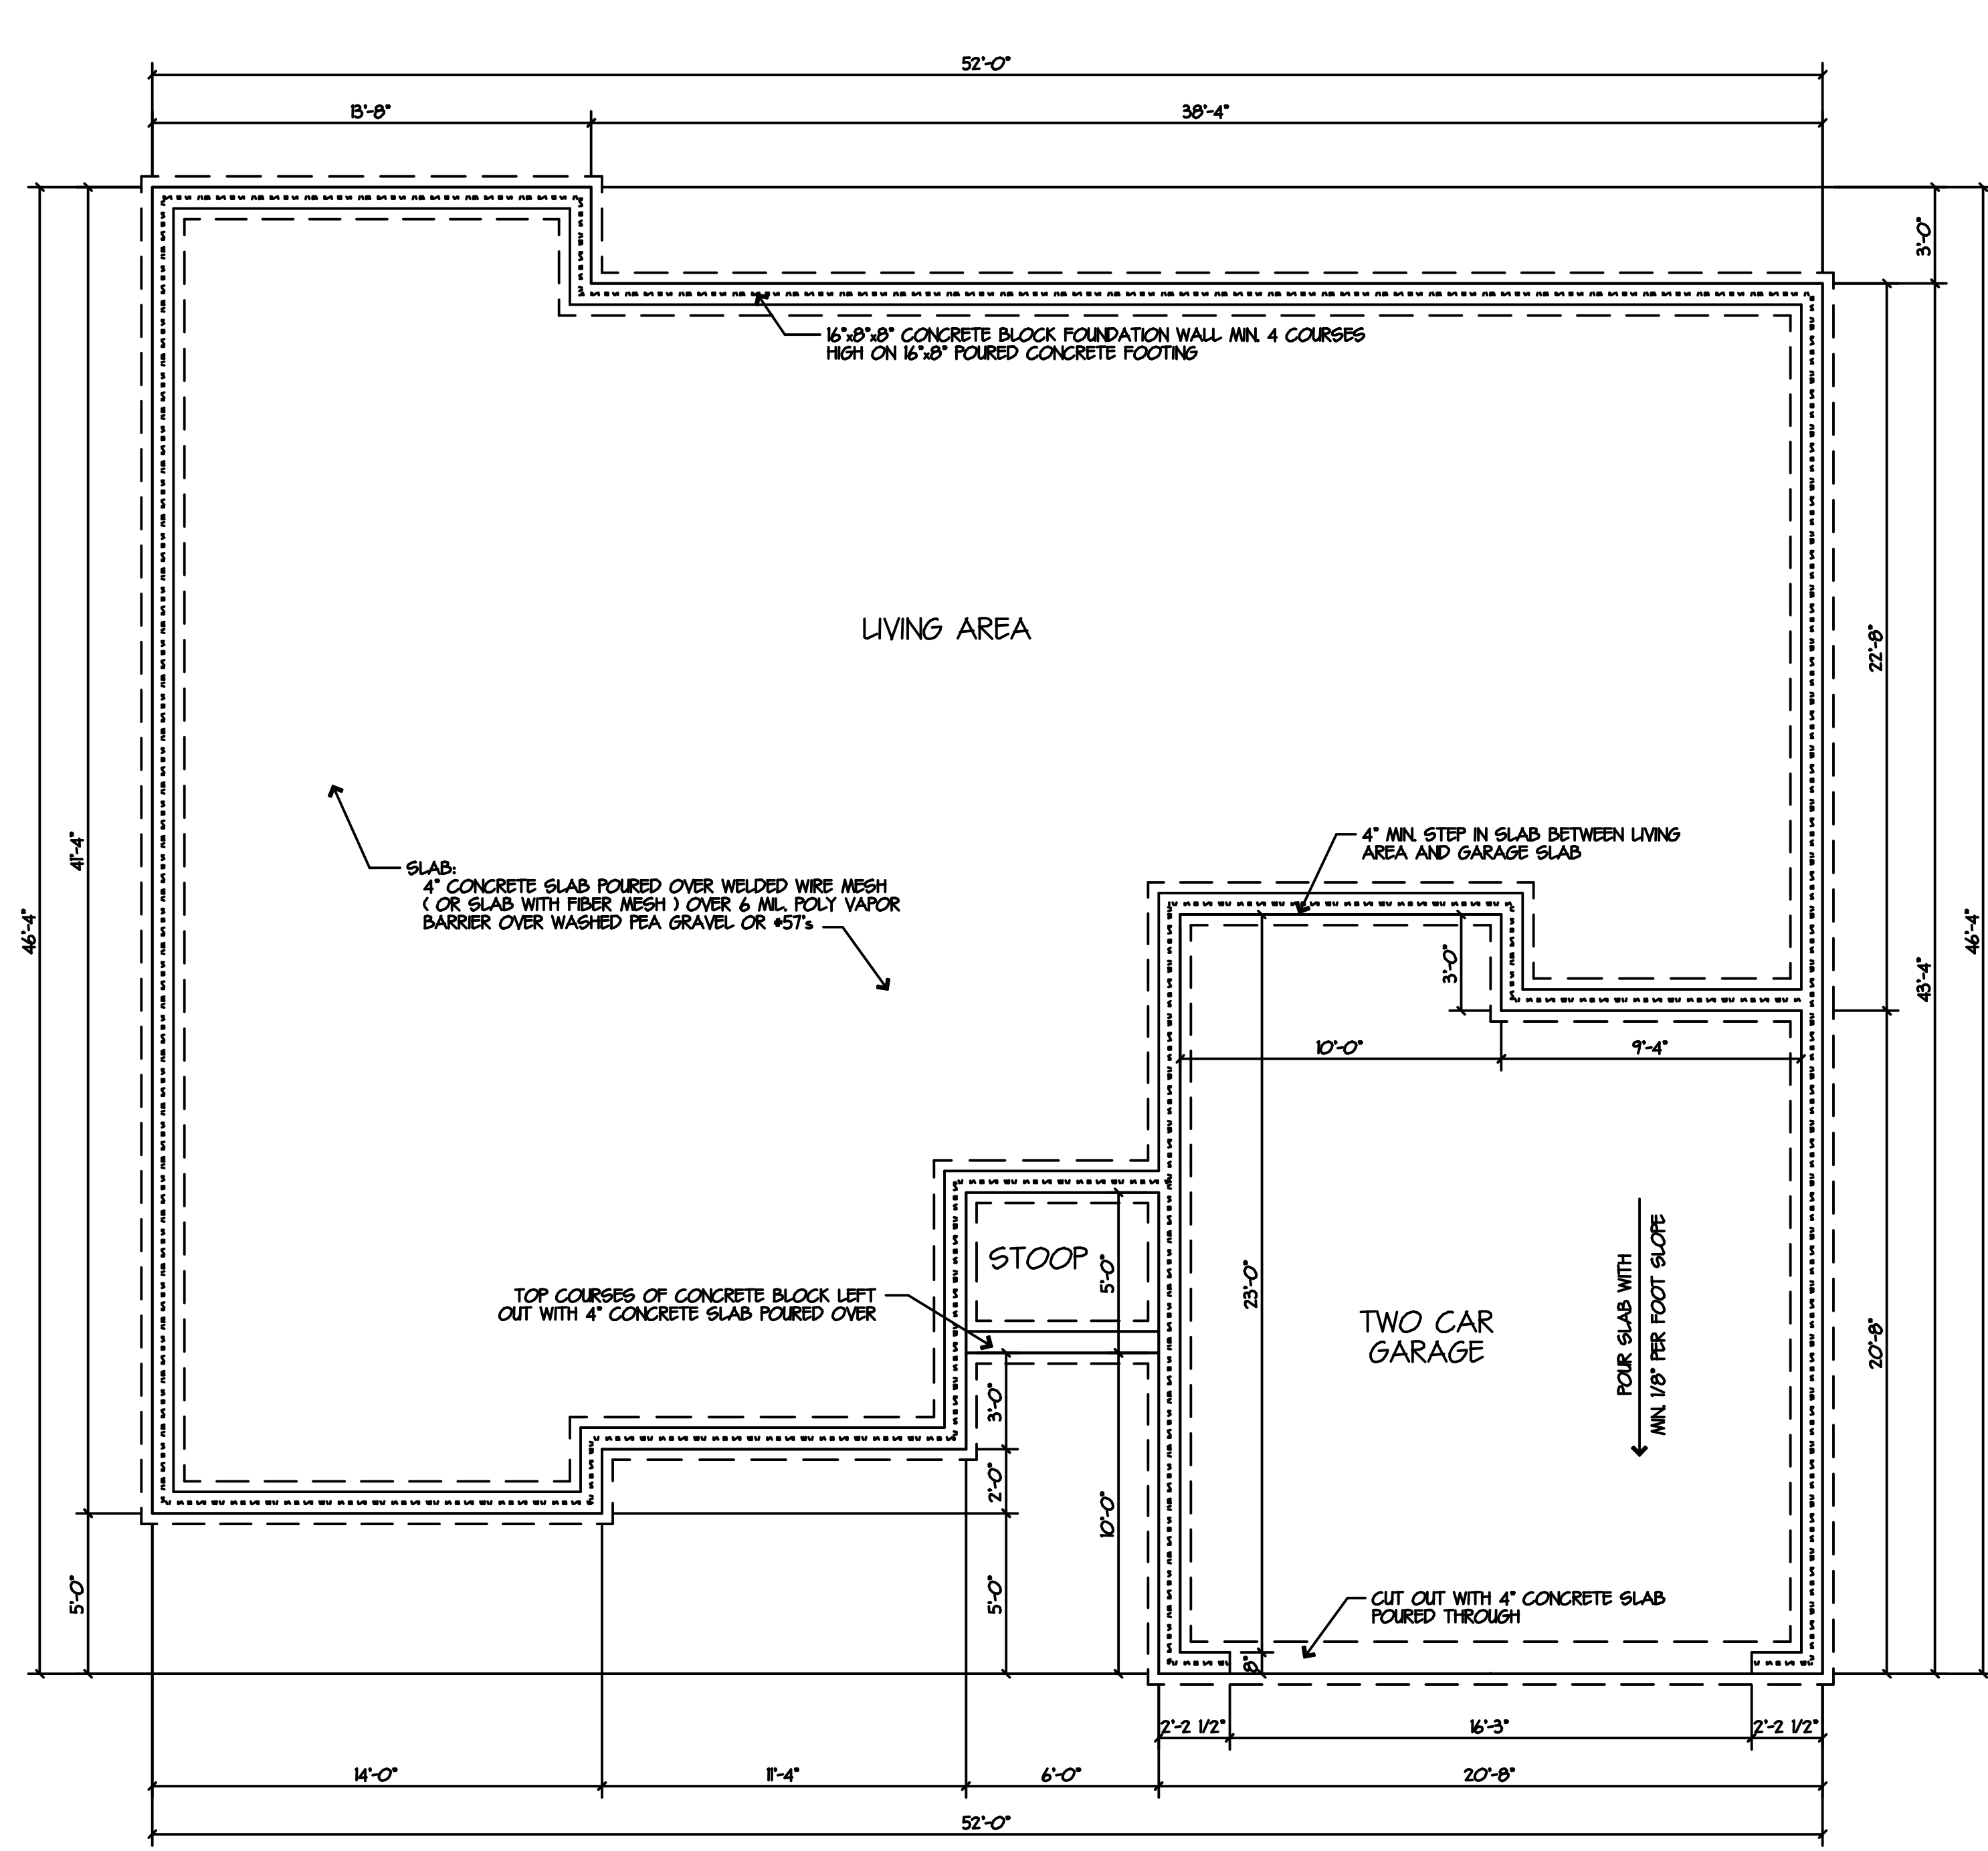 52'-0"
13'-8"
38'-4"
3'-0"
16"x8"x8" CONCRETE BLOCK FOUNDATION WALL MIN. 4 COURSES
HIGH ON 16"x8" POURED CONCRETE FOOTING
LIVING AREA
22'-8"
41'-4"
46'-4"
SLAB:
4" CONCRETE SLAB POURED OVER WELDED WIRE MESH
( OR SLAB WITH FIBER MESH ) OVER 6 MIL. POLY VAPOR
BARRIER OVER WASHED PEA GRAVEL OR #57's
4" MIN. STEP IN SLAB BETWEEN LIVING
AREA AND GARAGE SLAB
3'-0"
43'-4"
46'-4"
10'-0"
9'-4"
STOOP
5'-0"
23'-0"
TOP COURSES OF CONCRETE BLOCK LEFT
OUT WITH 4" CONCRETE SLAB POURED OVER
TWO CAR
GARAGE
POUR SLAB WITH
MIN. 1/8" PER FOOT SLOPE
20'-8"
3'-0"
2'-0"
10'-0"
5'-0"
5'-0"
CUT OUT WITH 4" CONCRETE SLAB
POURED THROUGH
8"
2'-2 1/2"
16'-3"
2'-2 1/2"
14'-0"
11'-4"
6'-0"
20'-8"
52'-0"